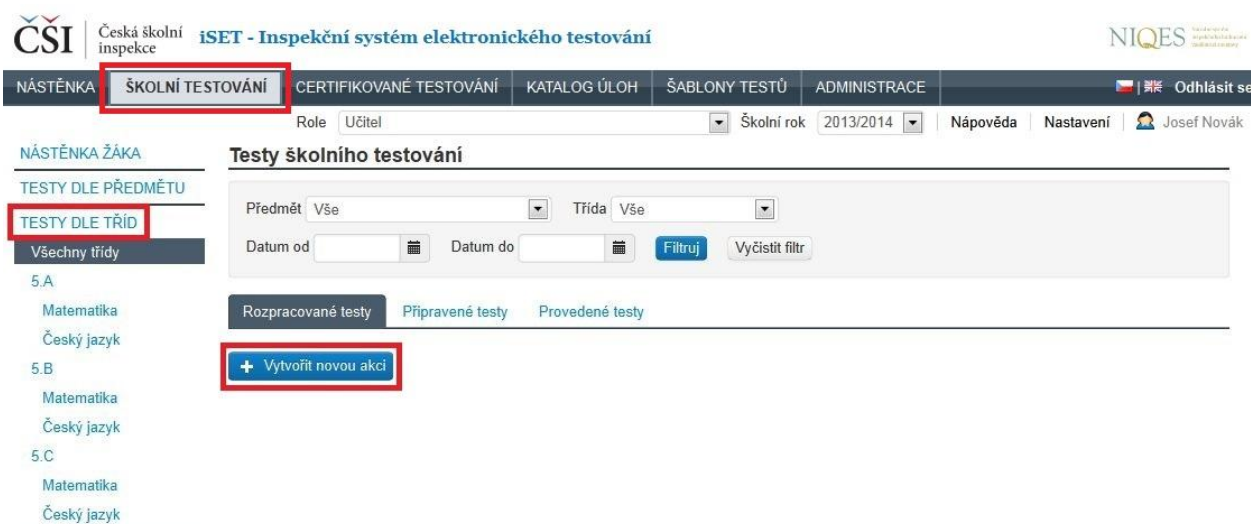 ČŠI Česká školní inspekce iSET - Inspekční systém elektronického testování NIQES
NÁSTĚNKA ŠKOLNÍ TESTOVÁNÍ CERTIFIKOVANÉ TESTOVÁNÍ KATALOG ÚLOH ŠABLONY TESTŮ ADMINISTRACE | Odhlásit se
Role Učitel Školní rok 2013/2014 Nápověda Nastavení Josef Novák
NÁSTĚNKA ŽÁKA
TESTY DLE PŘEDMĚTU
TESTY DLE TŘÍD
Všechny třídy
5.A
Matematika
Český jazyk
5.B
Matematika
Český jazyk
5.C
Matematika
Český jazyk
Testy školního testování
Předmět Vše Třída Vše
Datum od Datum do Filtruj Vyčistit filtr
Rozpracované testy Připravené testy Provedené testy
+ Vytvořit novou akci